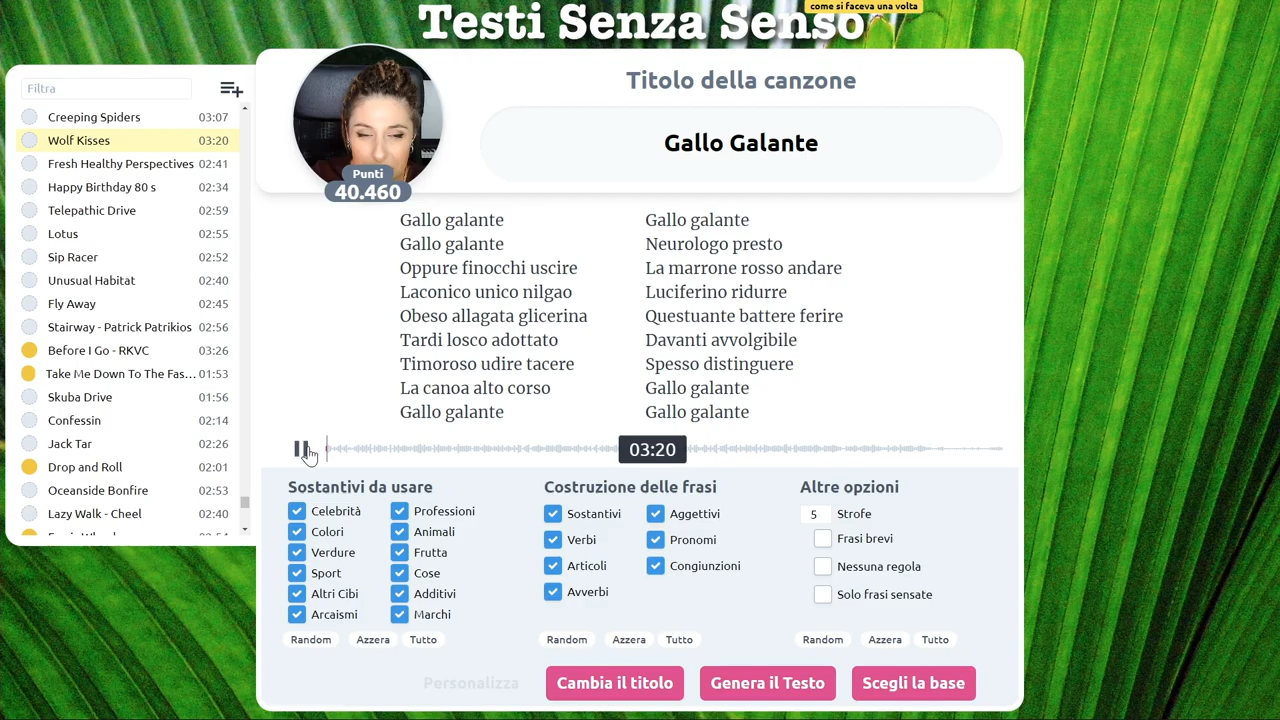 come si faceva una volta
Testi Senza Senso
Filtra
Creeping Spiders 03:07
Wolf Kisses 03:20
Fresh Healthy Perspectives 02:41
Happy Birthday 80 s 02:34
Telepathic Drive 02:59
Lotus 02:55
Sip Racer 02:52
Unusual Habitat 02:40
Fly Away 02:45
Stairway - Patrick Patrikios 02:56
Before I Go - RKVC 03:26
Take Me Down To The Fas... 01:53
Skuba Drive 01:56
Confessin 02:14
Jack Tar 02:26
Drop and Roll 02:01
Oceanside Bonfire 02:53
Lazy Walk - Cheel 02:40
Punti
40.460
Titolo della canzone
Gallo Galante
Gallo galante
Gallo galante
Oppure finocchi uscire
Laconico unico nilgao
Obeso allagata glicerina
Tardi losco adottato
Timoroso udire tacere
La canoa alto corso
Gallo galante
Gallo galante
Neurologo presto
La marrone rosso andare
Luciferino ridurre
Questuante battere ferire
Davanti avvolgibile
Spesso distinguere
Gallo galante
Gallo galante
03:20
Sostantivi da usare
Celebrità Professioni
Colori Animali
Verdure Frutta
Sport Cose
Altri Cibi Additivi
Arcaismi Marchi
Random Azzera Tutto
Costruzione delle frasi
Sostantivi Aggettivi
Verbi Pronomi
Articoli Congiunzioni
Avverbi
Random Azzera Tutto
Altre opzioni
5 Strofe
Frasi brevi
Nessuna regola
Solo frasi sensate
Random Azzera Tutto
Personalizza
Cambia il titolo
Genera il Testo
Scegli la base